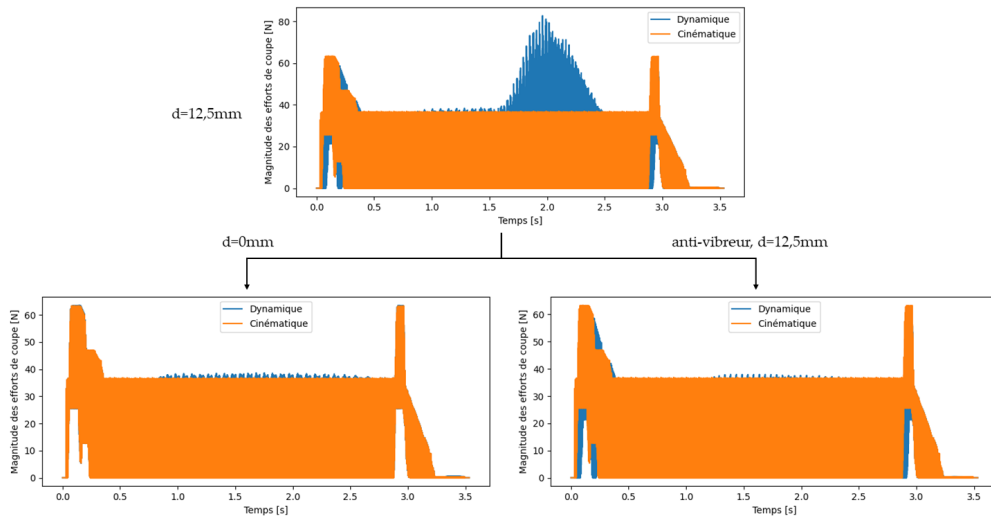 Dynamique
Cinématique
Magnitude des efforts de coupe [N]
80
60
40
20
0
0.0 0.5 1.0 1.5 2.0 2.5 3.0 3.5
Temps [s]
d=12,5mm
d=0mm
anti-vibreur, d=12,5mm
Dynamique
Cinématique
Magnitude des efforts de coupe [N]
60
50
40
30
20
10
0
0.0 0.5 1.0 1.5 2.0 2.5 3.0 3.5
Temps [s]
Dynamique
Cinématique
Magnitude des efforts de coupe [N]
60
50
40
30
20
10
0
0.0 0.5 1.0 1.5 2.0 2.5 3.0 3.5
Temps [s]